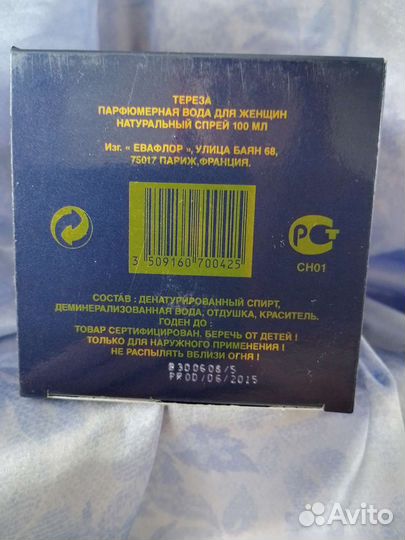 ТЕРЕЗА
ПАРФЮМЕРНАЯ ВОДА ДЛЯ ЖЕНЩИН
НАТУРАЛЬНЫЙ СПРЕЙ 100 МЛ
Изг. « ЕВАФЛОР », УЛИЦА БАЯН 68,
75017 ПАРИЖ,ФРАНЦИЯ.
3 509160 700425
РСТ
СН01
СОСТАВ : ДЕНАТУРИРОВАННЫЙ СПИРТ,
ДЕМИНЕРАЛИЗОВАННАЯ ВОДА, ОТДУШКА, КРАСИТЕЛЬ.
ГОДЕН ДО :
ТОВАР СЕРТИФИЦИРОВАН. БЕРЕЧЬ ОТ ДЕТЕЙ !
ТОЛЬКО ДЛЯ НАРУЖНОГО ПРИМЕНЕНИЯ !
НЕ РАСПЫЛЯТЬ ВБЛИЗИ ОГНЯ !
B300608/5
PROD/06/2015
Avito